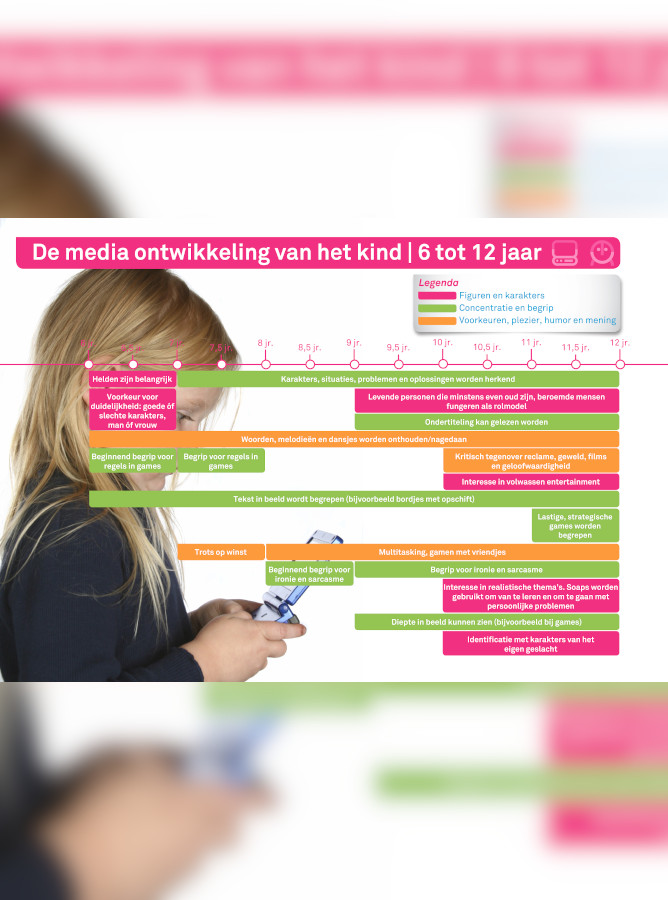 De media ontwikkeling van het kind | 6 tot 12 jaar
Legenda
Figuren en karakters
Concentratie en begrip
Voorkeuren, plezier, humor en mening
7,5 jr.
8 jr.
8,5 jr.
9 jr.
9,5 jr.
10 jr.
10,5 jr.
11 jr.
11,5 jr.
12 jr.
Helden zijn belangrijk
Karakters, situaties, problemen en oplossingen worden herkend
Voorkeur voor
duidelijkheid: goede óf
slechte karakters,
man óf vrouw
Levende personen die minstens even oud zijn, beroemde mensen
fungeren als rolmodel
Ondertiteling kan gelezen worden
Woorden, melodieën en dansjes worden onthouden/nagedaan
Beginnend begrip voor
regels in games
Begrip voor regels in
games
Kritisch tegenover reclame, geweld, films
en geloofwaardigheid
Interesse in volwassen entertainment
Tekst in beeld wordt begrepen (bijvoorbeeld bordjes met opschift)
Lastige, strategische
games worden
begrepen
Trots op winst
Multitasking, gamen met vriendjes
Beginnend begrip voor
ironie en sarcasme
Begrip voor ironie en sarcasme
Interesse in realistische thema's. Soaps worden
gebruikt om van te leren en om te gaan met
persoonlijke problemen
Diepte in beeld kunnen zien (bijvoorbeeld bij games)
Identificatie met karakters van het
eigen geslacht